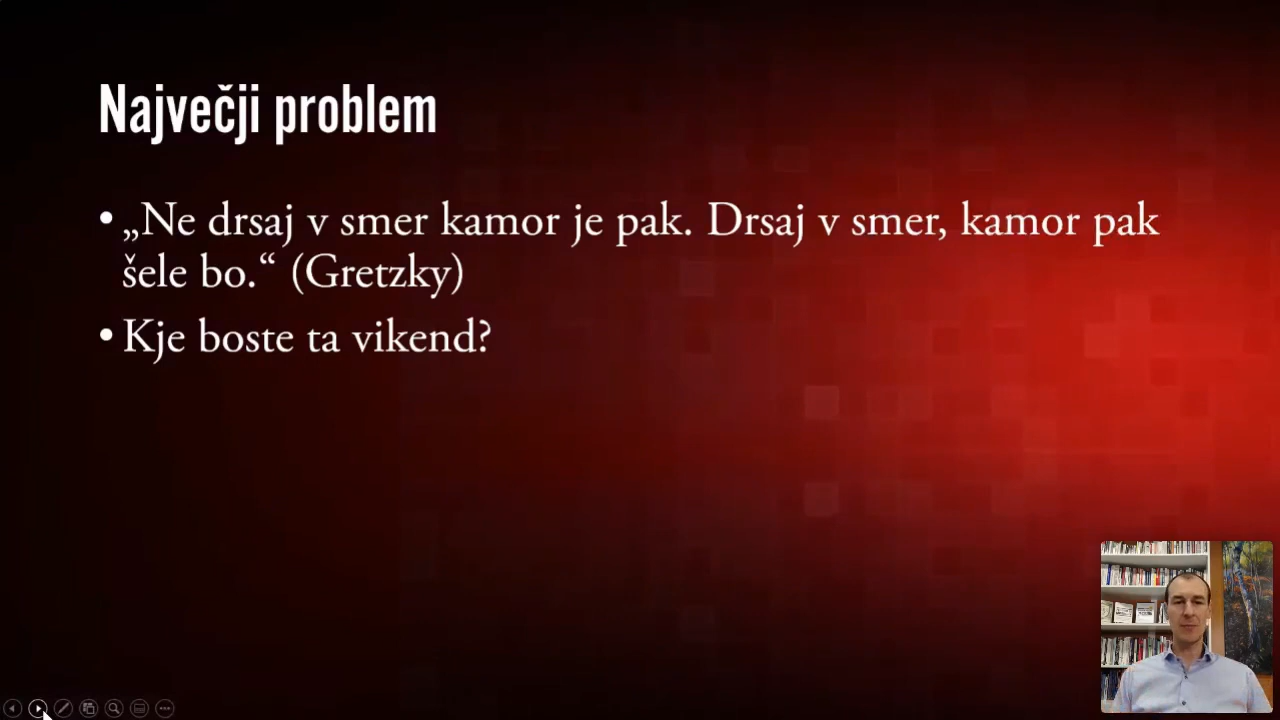 Največji problem
• „Ne drsaj v smer kamor je pak. Drsaj v smer, kamor pak
šele bo.“ (Gretzky)
• Kje boste ta vikend?